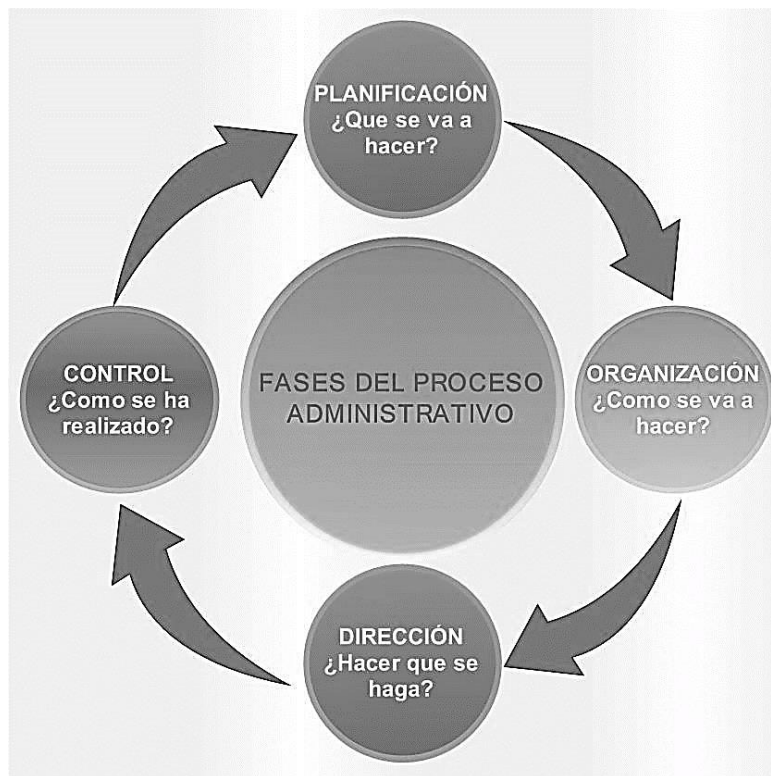 PLANIFICACIÓN
¿Que se va a
hacer?
CONTROL
¿Como se ha
realizado?
FASES DEL PROCESO
ADMINISTRATIVO
ORGANIZACIÓN
¿Como se va a
hacer?
DIRECCIÓN
¿Hacer que se
haga?